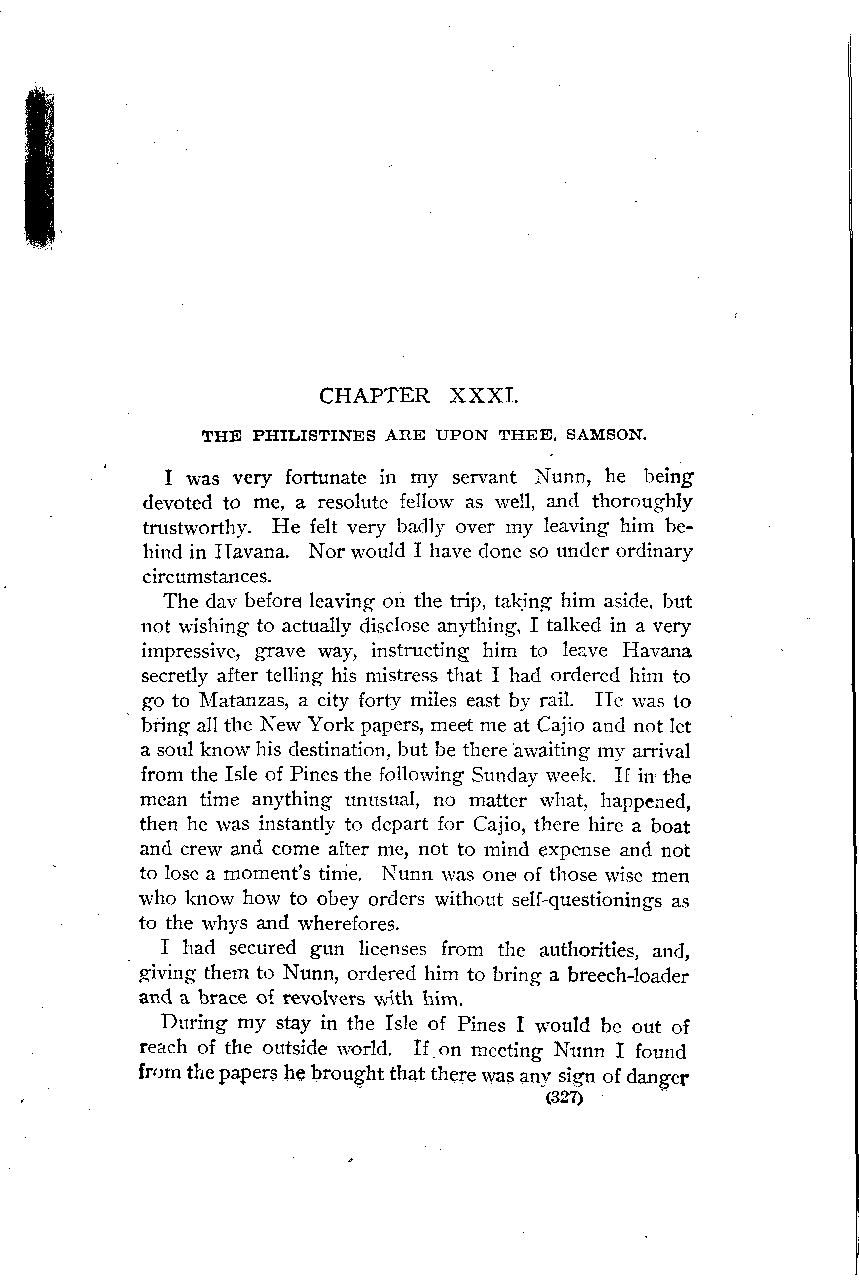 CHAPTER XXXI.
THE PHILISTINES ARE UPON THEE, SAMSON.
I was very fortunate in my servant Nunn, he being
devoted to me, a resolute fellow as well, and thoroughly
trustworthy. He felt very badly over my leaving him be-
hind in Havana. Nor would I have done so under ordinary
circumstances.
The day before leaving on the trip, taking him aside, but
not wishing to actually disclose anything, I talked in a very
impressive, grave way, instructing him to leave Havana
secretly after telling his mistress that I had ordered him to
go to Matanzas, a city forty miles east by rail. He was to
bring all the New York papers, meet me at Cajio and not let
a soul know his destination, but be there awaiting my arrival
from the Isle of Pines the following Sunday week. If in the
mean time anything unusual, no matter what, happened,
then he was instantly to depart for Cajio, there hire a boat
and crew and come after me, not to mind expense and not
to lose a moment's time. Nunn was one of those wise men
who know how to obey orders without self-questionings as
to the whys and wherefores.
I had secured gun licenses from the authorities, and,
giving them to Nunn, ordered him to bring a breech-loader
and a brace of revolvers with him.
During my stay in the Isle of Pines I would be out of
reach of the outside world. If on meeting Nunn I found
from the papers he brought that there was any sign of danger
(327)